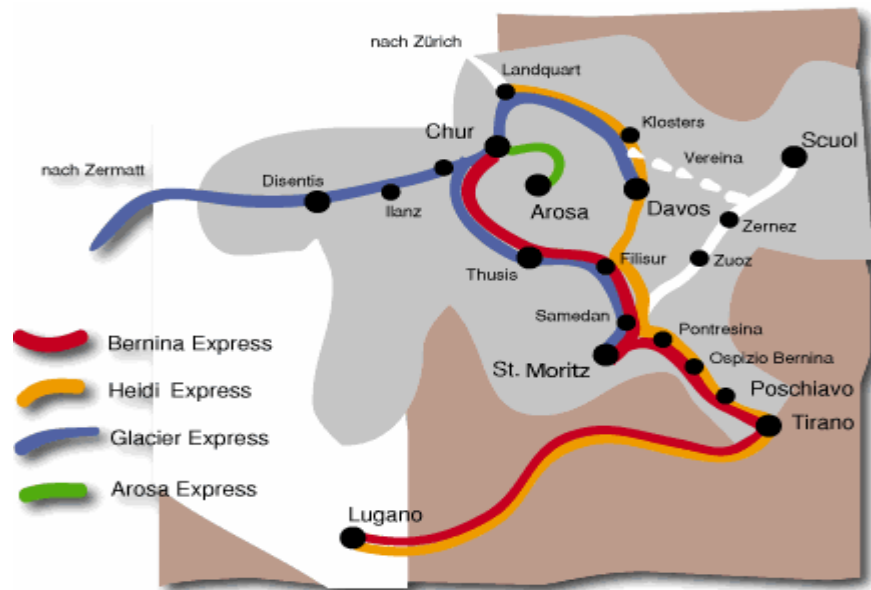 nach Zürich
Landquart
Chur
Klosters
Scuol
Vereina
nach Zermatt
Disentis
Ilanz
Arosa
Davos
Zernez
Thusis
Filisur
Zuoz
Samedan
Pontresina
St. Moritz
Ospizio Bernina
Poschiavo
Tirano
Bernina Express
Heidi Express
Glacier Express
Arosa Express
Lugano